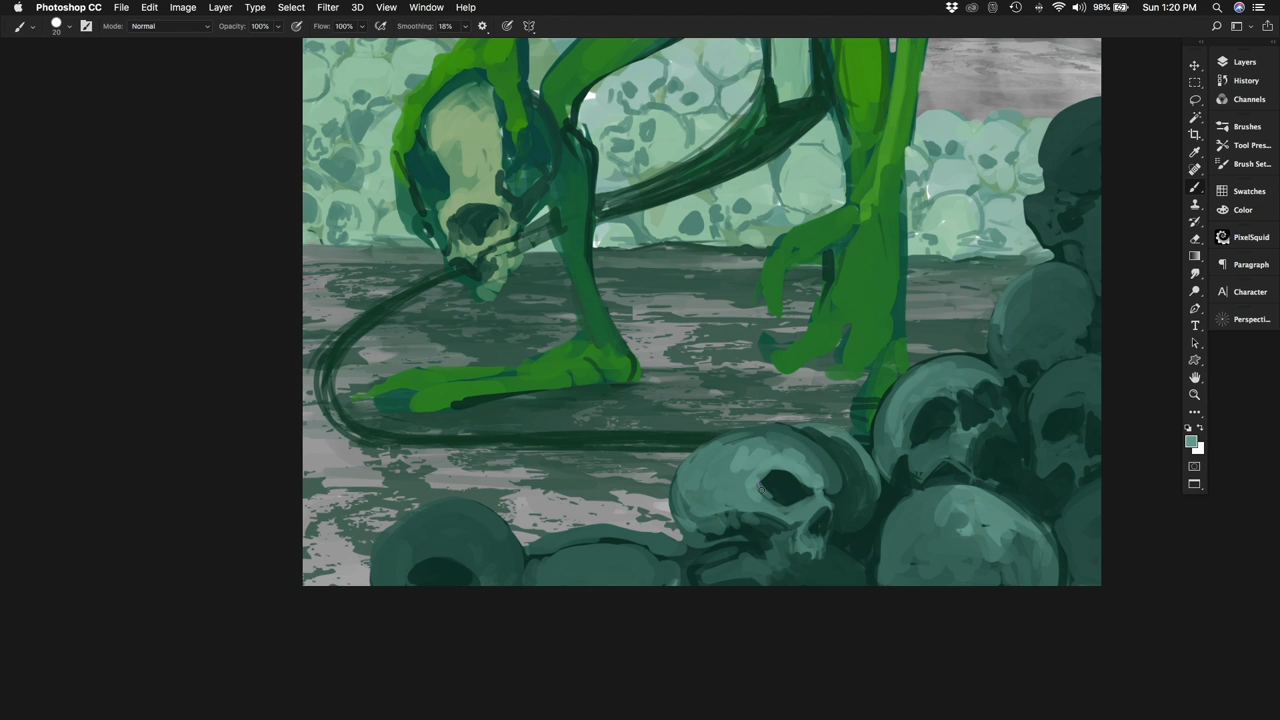 Photoshop CC File Edit Image Layer Type Select Filter 3D View Window Help 98% Sun 1:20 PM
20 Mode: Normal Opacity: 100% Flow: 100% Smoothing: 18%
Layers
History
Channels
Brushes
Tool Pres...
Brush Set...
Swatches
Color
PixelSquid
Paragraph
Character
Perspecti...